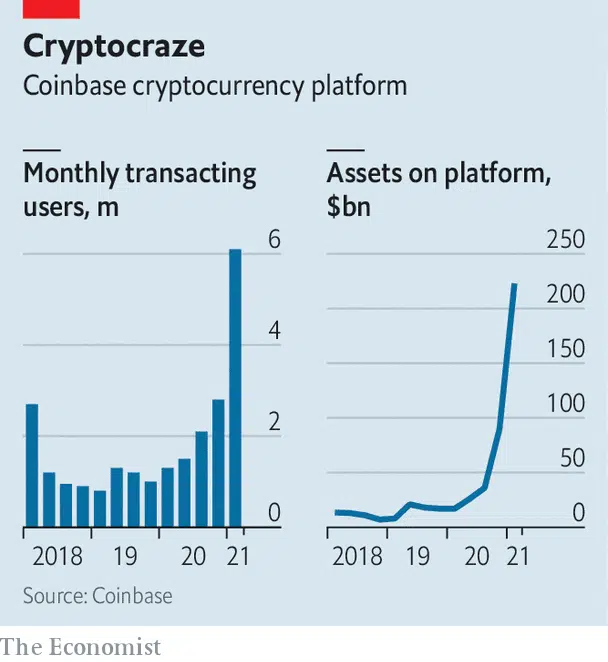 Cryptocraze
Coinbase cryptocurrency platform
Monthly transacting
users, m
6
4
2
0
2018 19 20 21
Assets on platform,
$bn
250
200
150
100
50
0
2018 19 20 21
Source: Coinbase
The Economist